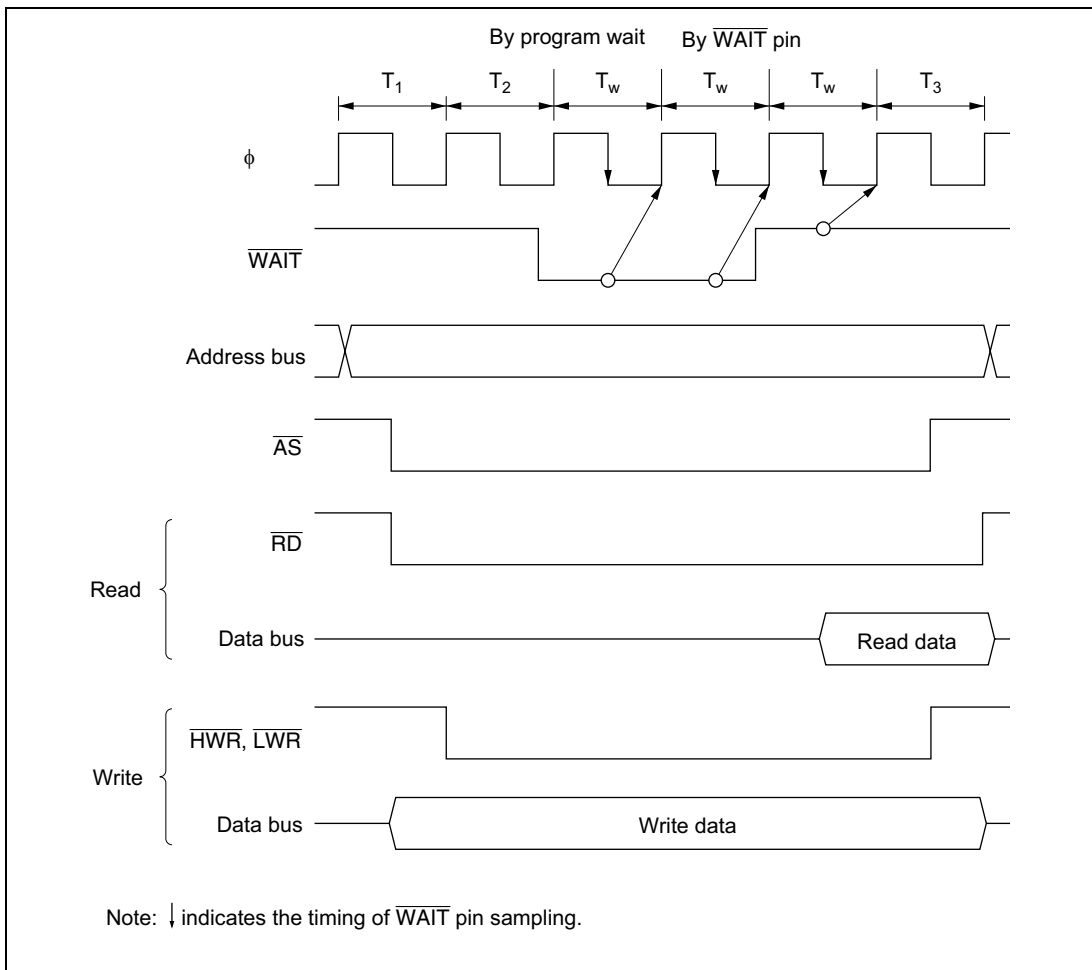 By program wait By WAIT pin
T1 T2 Tw Tw Tw T3
ϕ
WAIT
Address bus
AS
RD
Read
Data bus Read data
HWR, LWR
Write
Data bus Write data
Note: ↓ indicates the timing of WAIT pin sampling.